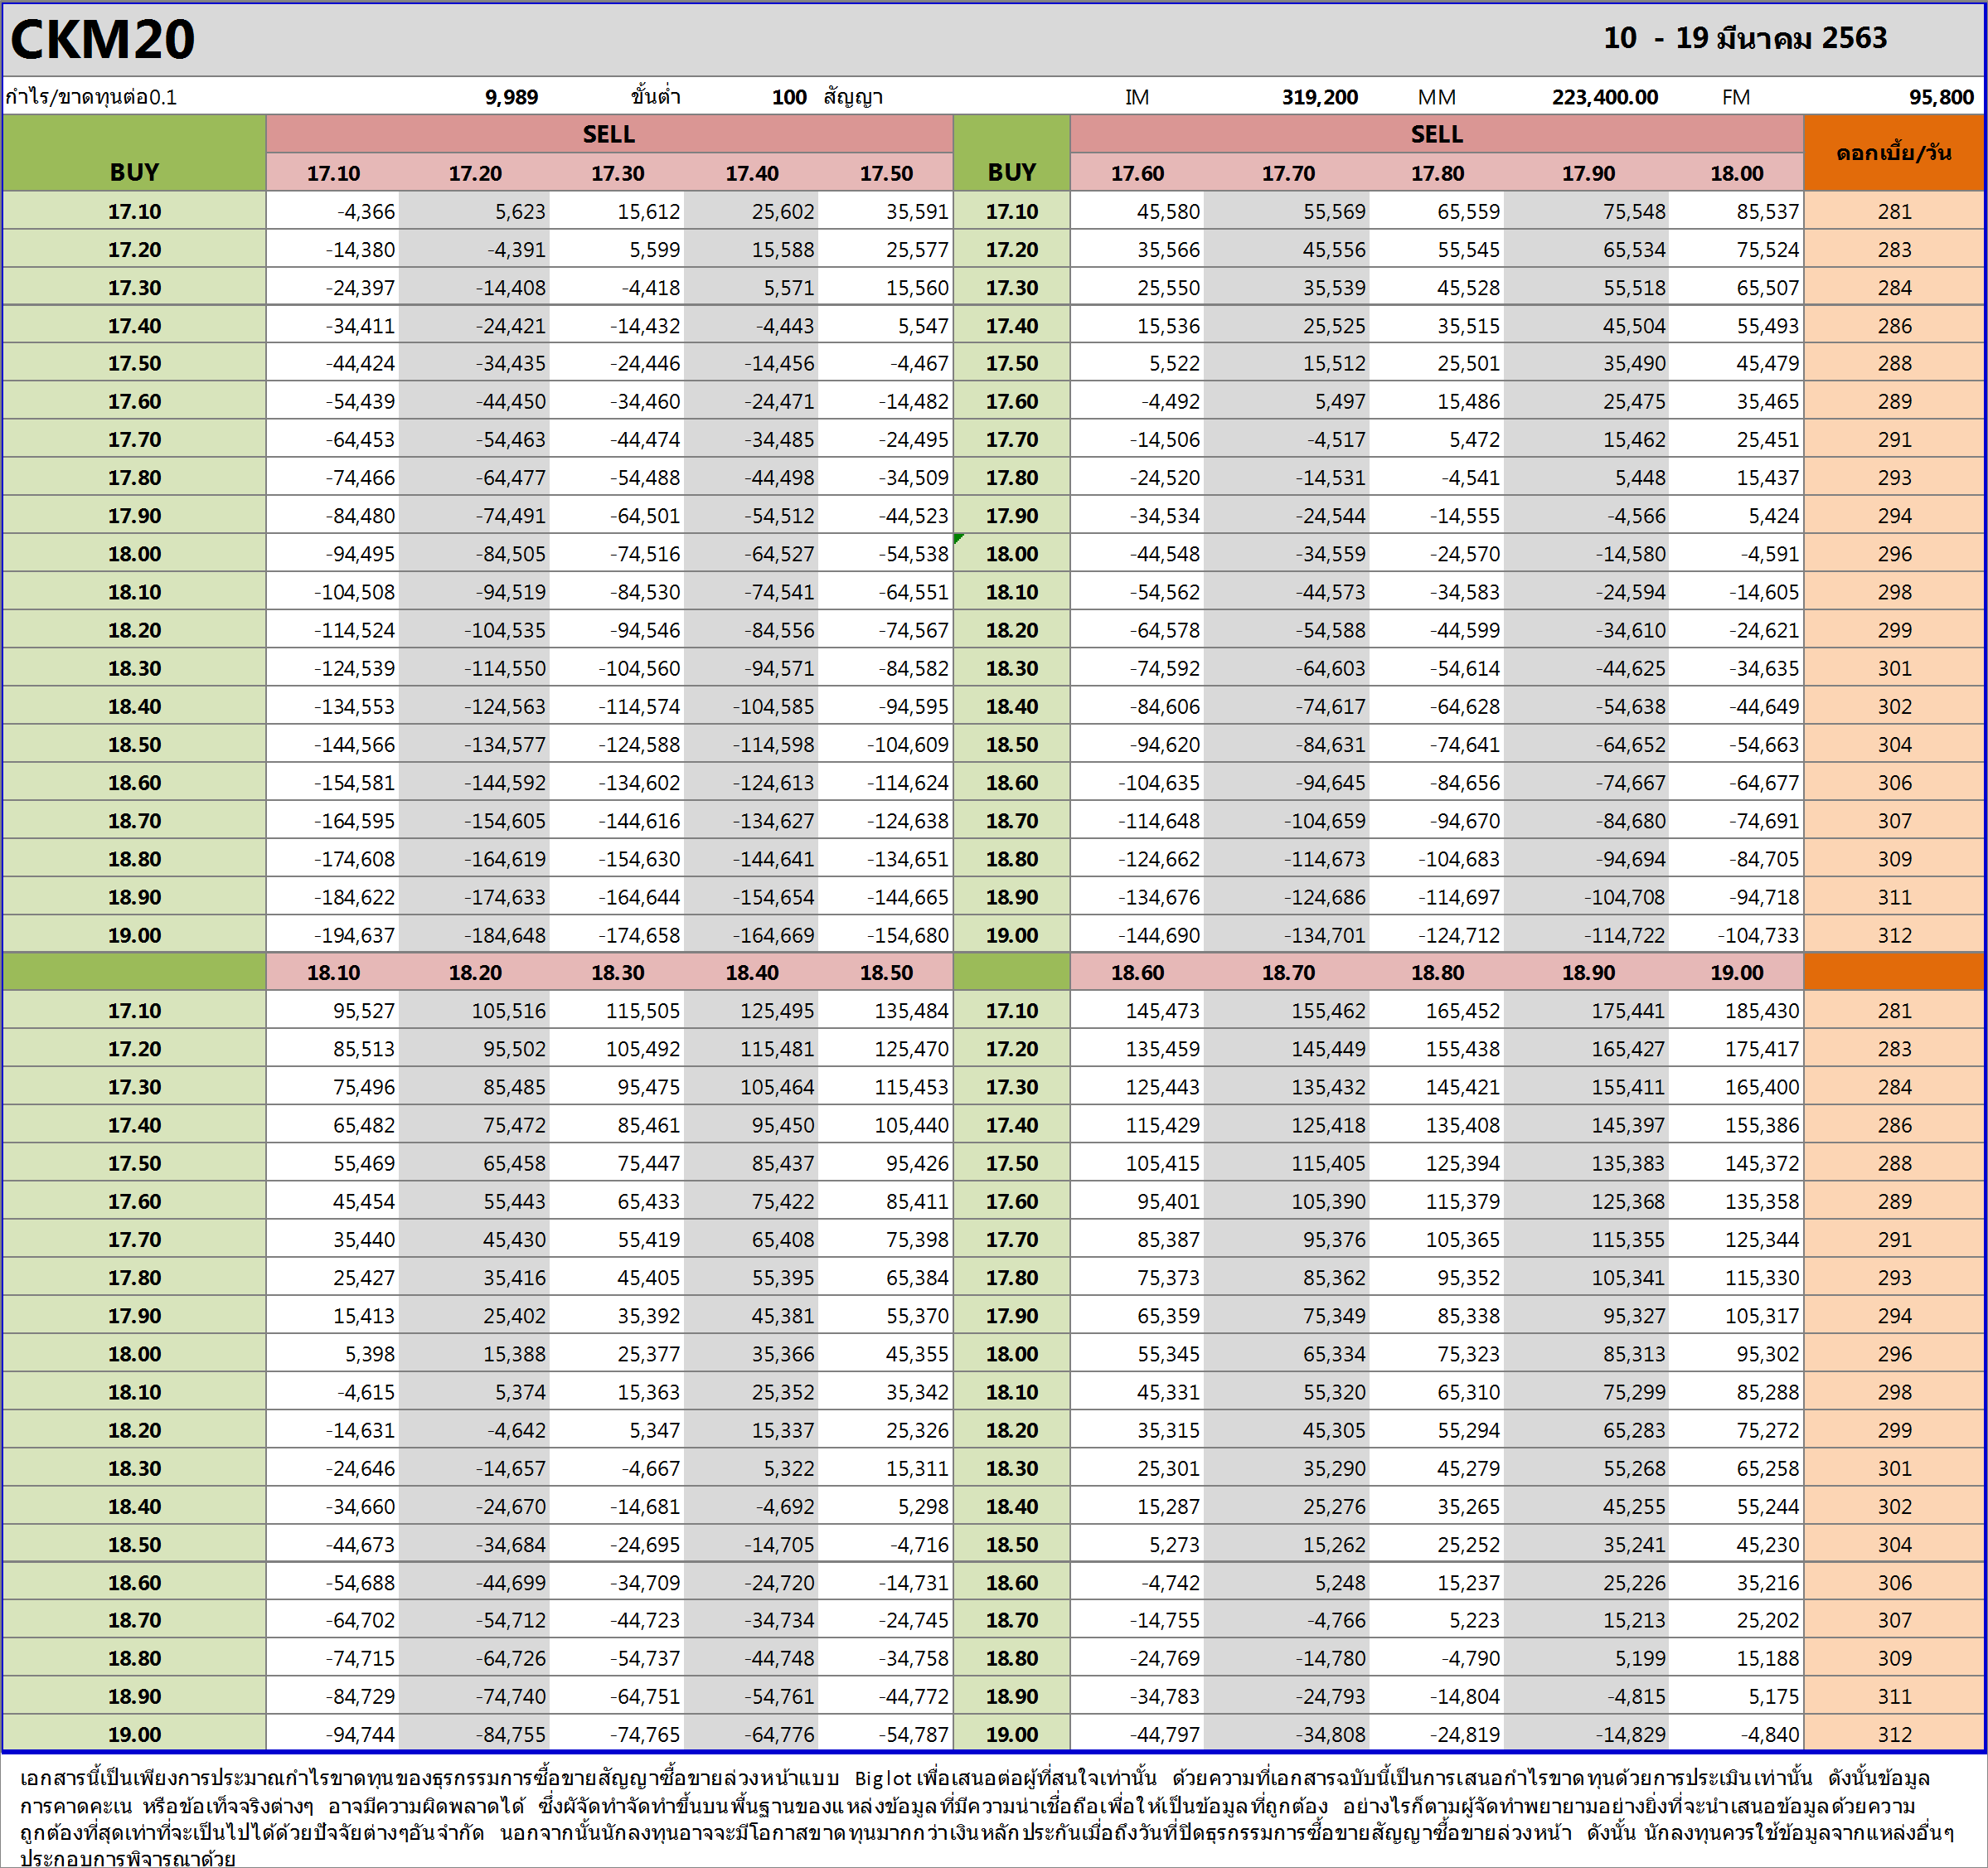 CKM20 10 - 19 มีนาคม 2563
กำไร/ขาดทุนต่อ0.1 9,989 ขั้นต่ำ 100 สัญญา IM 319,200 MM 223,400.00 FM 95,800
SELL SELL
BUY 17.10 17.20 17.30 17.40 17.50 BUY 17.60 17.70 17.80 17.90 18.00 ดอกเบี้ย/วัน
17.10 -4,366 5,623 15,612 25,602 35,591 17.10 45,580 55,569 65,559 75,548 85,537 281
17.20 -14,380 -4,391 5,599 15,588 25,577 17.20 35,566 45,556 55,545 65,534 75,524 283
17.30 -24,397 -14,408 -4,418 5,571 15,560 17.30 25,550 35,539 45,528 55,518 65,507 284
17.40 -34,411 -24,421 -14,432 -4,443 5,547 17.40 15,536 25,525 35,515 45,504 55,493 286
17.50 -44,424 -34,435 -24,446 -14,456 -4,467 17.50 5,522 15,512 25,501 35,490 45,479 288
17.60 -54,439 -44,450 -34,460 -24,471 -14,482 17.60 -4,492 5,497 15,486 25,475 35,465 289
17.70 -64,453 -54,463 -44,474 -34,485 -24,495 17.70 -14,506 -4,517 5,472 15,462 25,451 291
17.80 -74,466 -64,477 -54,488 -44,498 -34,509 17.80 -24,520 -14,531 -4,541 5,448 15,437 293
17.90 -84,480 -74,491 -64,501 -54,512 -44,523 17.90 -34,534 -24,544 -14,555 -4,566 5,424 294
18.00 -94,495 -84,505 -74,516 -64,527 -54,538 18.00 -44,548 -34,559 -24,570 -14,580 -4,591 296
18.10 -104,508 -94,519 -84,530 -74,541 -64,551 18.10 -54,562 -44,573 -34,583 -24,594 -14,605 298
18.20 -114,524 -104,535 -94,546 -84,556 -74,567 18.20 -64,578 -54,588 -44,599 -34,610 -24,621 299
18.30 -124,539 -114,550 -104,560 -94,571 -84,582 18.30 -74,592 -64,603 -54,614 -44,625 -34,635 301
18.40 -134,553 -124,563 -114,574 -104,585 -94,595 18.40 -84,606 -74,617 -64,628 -54,638 -44,649 302
18.50 -144,566 -134,577 -124,588 -114,598 -104,609 18.50 -94,620 -84,631 -74,641 -64,652 -54,663 304
18.60 -154,581 -144,592 -134,602 -124,613 -114,624 18.60 -104,635 -94,645 -84,656 -74,667 -64,677 306
18.70 -164,595 -154,605 -144,616 -134,627 -124,638 18.70 -114,648 -104,659 -94,670 -84,680 -74,691 307
18.80 -174,608 -164,619 -154,630 -144,641 -134,651 18.80 -124,662 -114,673 -104,683 -94,694 -84,705 309
18.90 -184,622 -174,633 -164,644 -154,654 -144,665 18.90 -134,676 -124,686 -114,697 -104,708 -94,718 311
19.00 -194,637 -184,648 -174,658 -164,669 -154,680 19.00 -144,690 -134,701 -124,712 -114,722 -104,733 312
18.10 18.20 18.30 18.40 18.50 18.60 18.70 18.80 18.90 19.00
17.10 95,527 105,516 115,505 125,495 135,484 17.10 145,473 155,462 165,452 175,441 185,430 281
17.20 85,513 95,502 105,492 115,481 125,470 17.20 135,459 145,449 155,438 165,427 175,417 283
17.30 75,496 85,485 95,475 105,464 115,453 17.30 125,443 135,432 145,421 155,411 165,400 284
17.40 65,482 75,472 85,461 95,450 105,440 17.40 115,429 125,418 135,408 145,397 155,386 286
17.50 55,469 65,458 75,447 85,437 95,426 17.50 105,415 115,405 125,394 135,383 145,372 288
17.60 45,454 55,443 65,433 75,422 85,411 17.60 95,401 105,390 115,379 125,368 135,358 289
17.70 35,440 45,430 55,419 65,408 75,398 17.70 85,387 95,376 105,365 115,355 125,344 291
17.80 25,427 35,416 45,405 55,395 65,384 17.80 75,373 85,362 95,352 105,341 115,330 293
17.90 15,413 25,402 35,392 45,381 55,370 17.90 65,359 75,349 85,338 95,327 105,317 294
18.00 5,398 15,388 25,377 35,366 45,355 18.00 55,345 65,334 75,323 85,313 95,302 296
18.10 -4,615 5,374 15,363 25,352 35,342 18.10 45,331 55,320 65,310 75,299 85,288 298
18.20 -14,631 -4,642 5,347 15,337 25,326 18.20 35,315 45,305 55,294 65,283 75,272 299
18.30 -24,646 -14,657 -4,667 5,322 15,311 18.30 25,301 35,290 45,279 55,268 65,258 301
18.40 -34,660 -24,670 -14,681 -4,692 5,298 18.40 15,287 25,276 35,265 45,255 55,244 302
18.50 -44,673 -34,684 -24,695 -14,705 -4,716 18.50 5,273 15,262 25,252 35,241 45,230 304
18.60 -54,688 -44,699 -34,709 -24,720 -14,731 18.60 -4,742 5,248 15,237 25,226 35,216 306
18.70 -64,702 -54,712 -44,723 -34,734 -24,745 18.70 -14,755 -4,766 5,223 15,213 25,202 307
18.80 -74,715 -64,726 -54,737 -44,748 -34,758 18.80 -24,769 -14,780 -4,790 5,199 15,188 309
18.90 -84,729 -74,740 -64,751 -54,761 -44,772 18.90 -34,783 -24,793 -14,804 -4,815 5,175 311
19.00 -94,744 -84,755 -74,765 -64,776 -54,787 19.00 -44,797 -34,808 -24,819 -14,829 -4,840 312
เอกสารนี้เป็นเพียงการประมาณกำไรขาดทุนของธุรกรรมการซื้อขายสัญญาซื้อขายล่วงหน้าแบบ Biglot เพื่อเสนอต่อผู้ที่สนใจเท่านั้น ด้วยความที่เอกสารฉบับนี้เป็นการเสนอกำไรขาดทุนด้วยการประเมินเท่านั้น ดังนั้นข้อมูล
การคาดคะเน หรือข้อเท็จจริงต่างๆ อาจมีความผิดพลาดได้ ซึ่งผัจัดทำจัดทำขึ้นบนพื้นฐานของแหล่งข้อมูลที่มีความน่าเชื่อถือเพื่อให้เป็นข้อมูลที่ถูกต้อง อย่างไรก็ตามผู้จัดทำพยายามอย่างยิ่งที่จะนำเสนอข้อมูลด้วยความ
ถูกต้องที่สุดเท่าที่จะเป็นไปได้ด้วยปัจจัยต่างๆอันจำกัด นอกจากนั้นนักลงทุนอาจจะมีโอกาสขาดทุนมากกว่าเงินหลักประกันเมื่อถึงวันที่ปิดธุรกรรมการซื้อขายสัญญาซื้อขายล่วงหน้า ดังนั้น นักลงทุนควรใช้ข้อมูลจากแหล่งอื่นๆ
ประกอบการพิจารณาด้วย